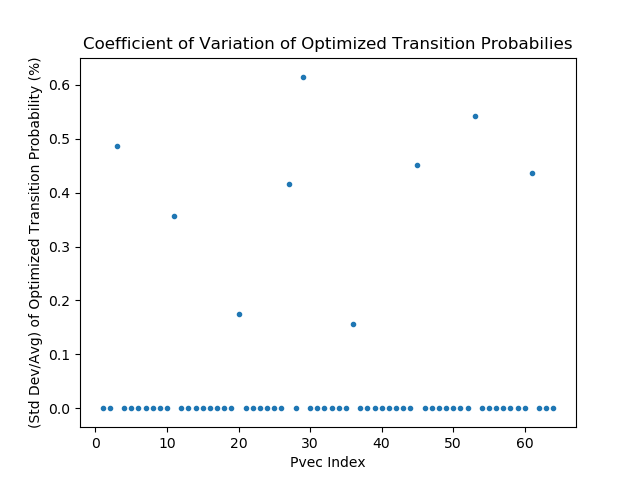 Coefficient of Variation of Optimized Transition Probabilies
(Std Dev/Avg) of Optimized Transition Probability (%)
0.6
0.5
0.4
0.3
0.2
0.1
0.0
0 10 20 30 40 50 60
Pvec Index